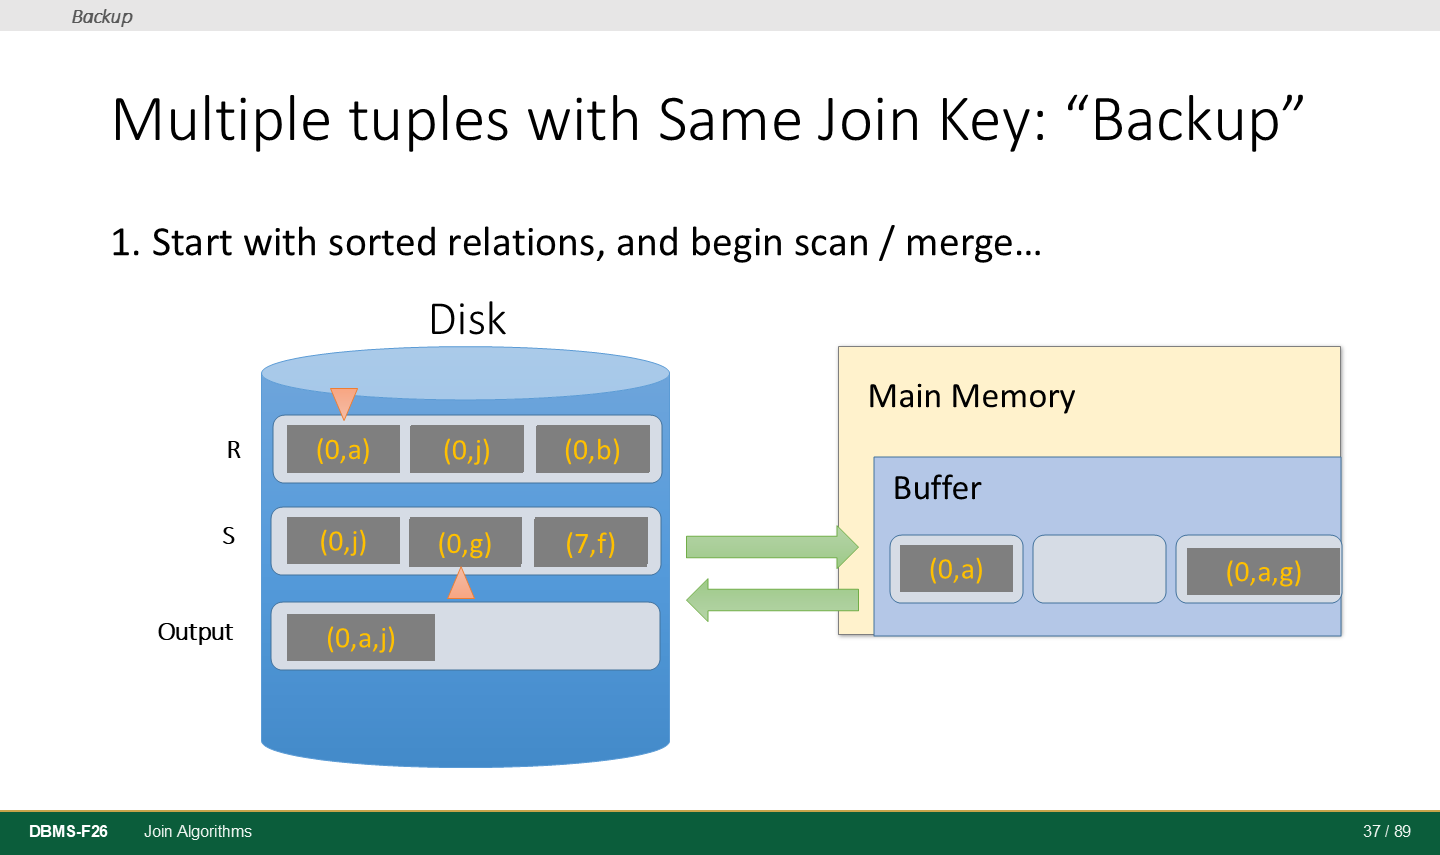 Backup
Multiple tuples with Same Join Key: “Backup”
1. Start with sorted relations, and begin scan / merge…
Disk
Main Memory
R
(0,a) (0,j) (0,b)
Buffer
S
(0,j) (0,g) (7,f)
(0,a) (0,a,g)
Output
(0,a,j)
DBMS-F26 Join Algorithms 37 / 89